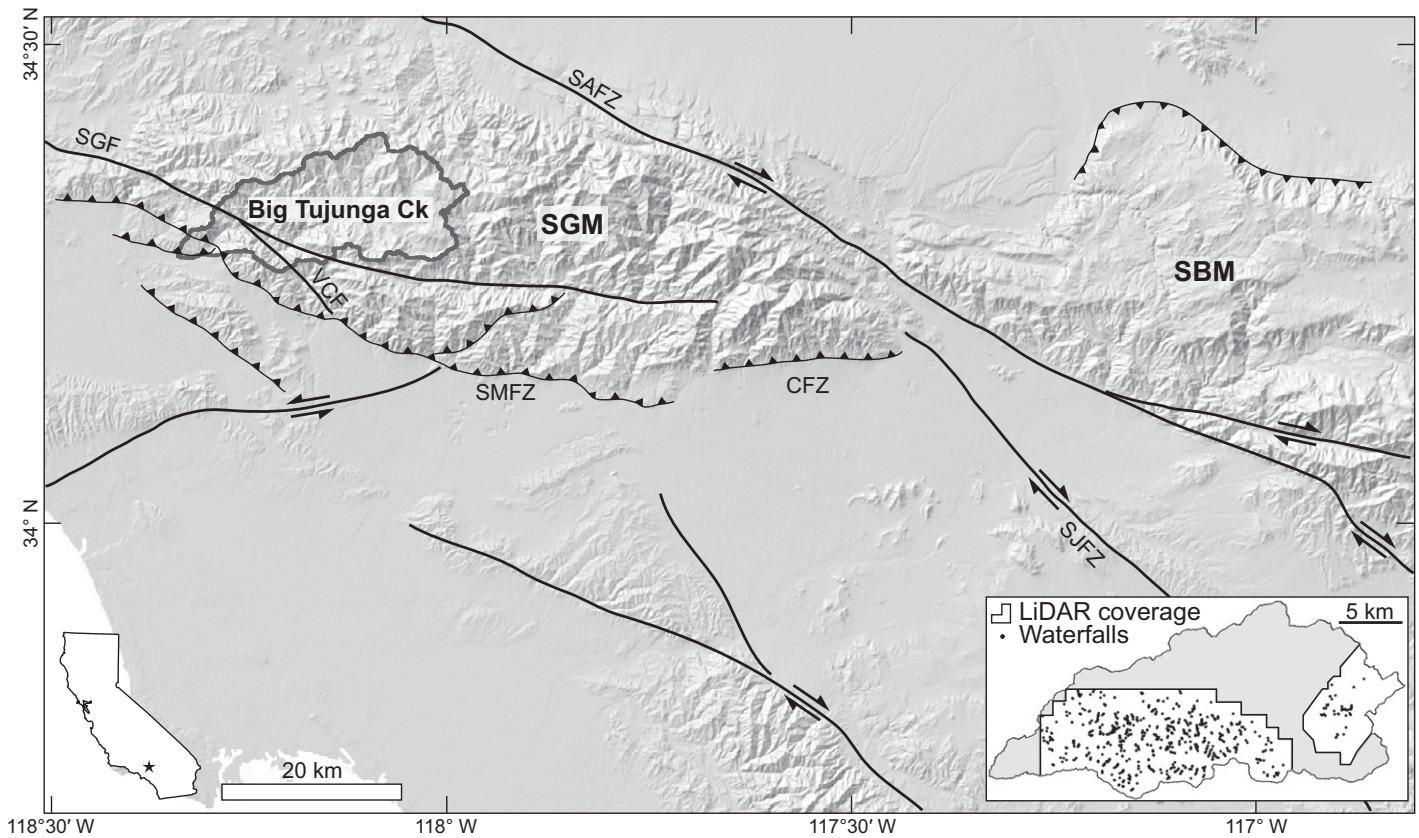 34°30′ N
SAFZ
SGF
Big Tujunga Ck
SGM
SBM
VCF
SMFZ
CFZ
34° N
SJFZ
LiDAR coverage
5 km
Waterfalls
20 km
118°30′ W
118° W
117°30′ W
117° W